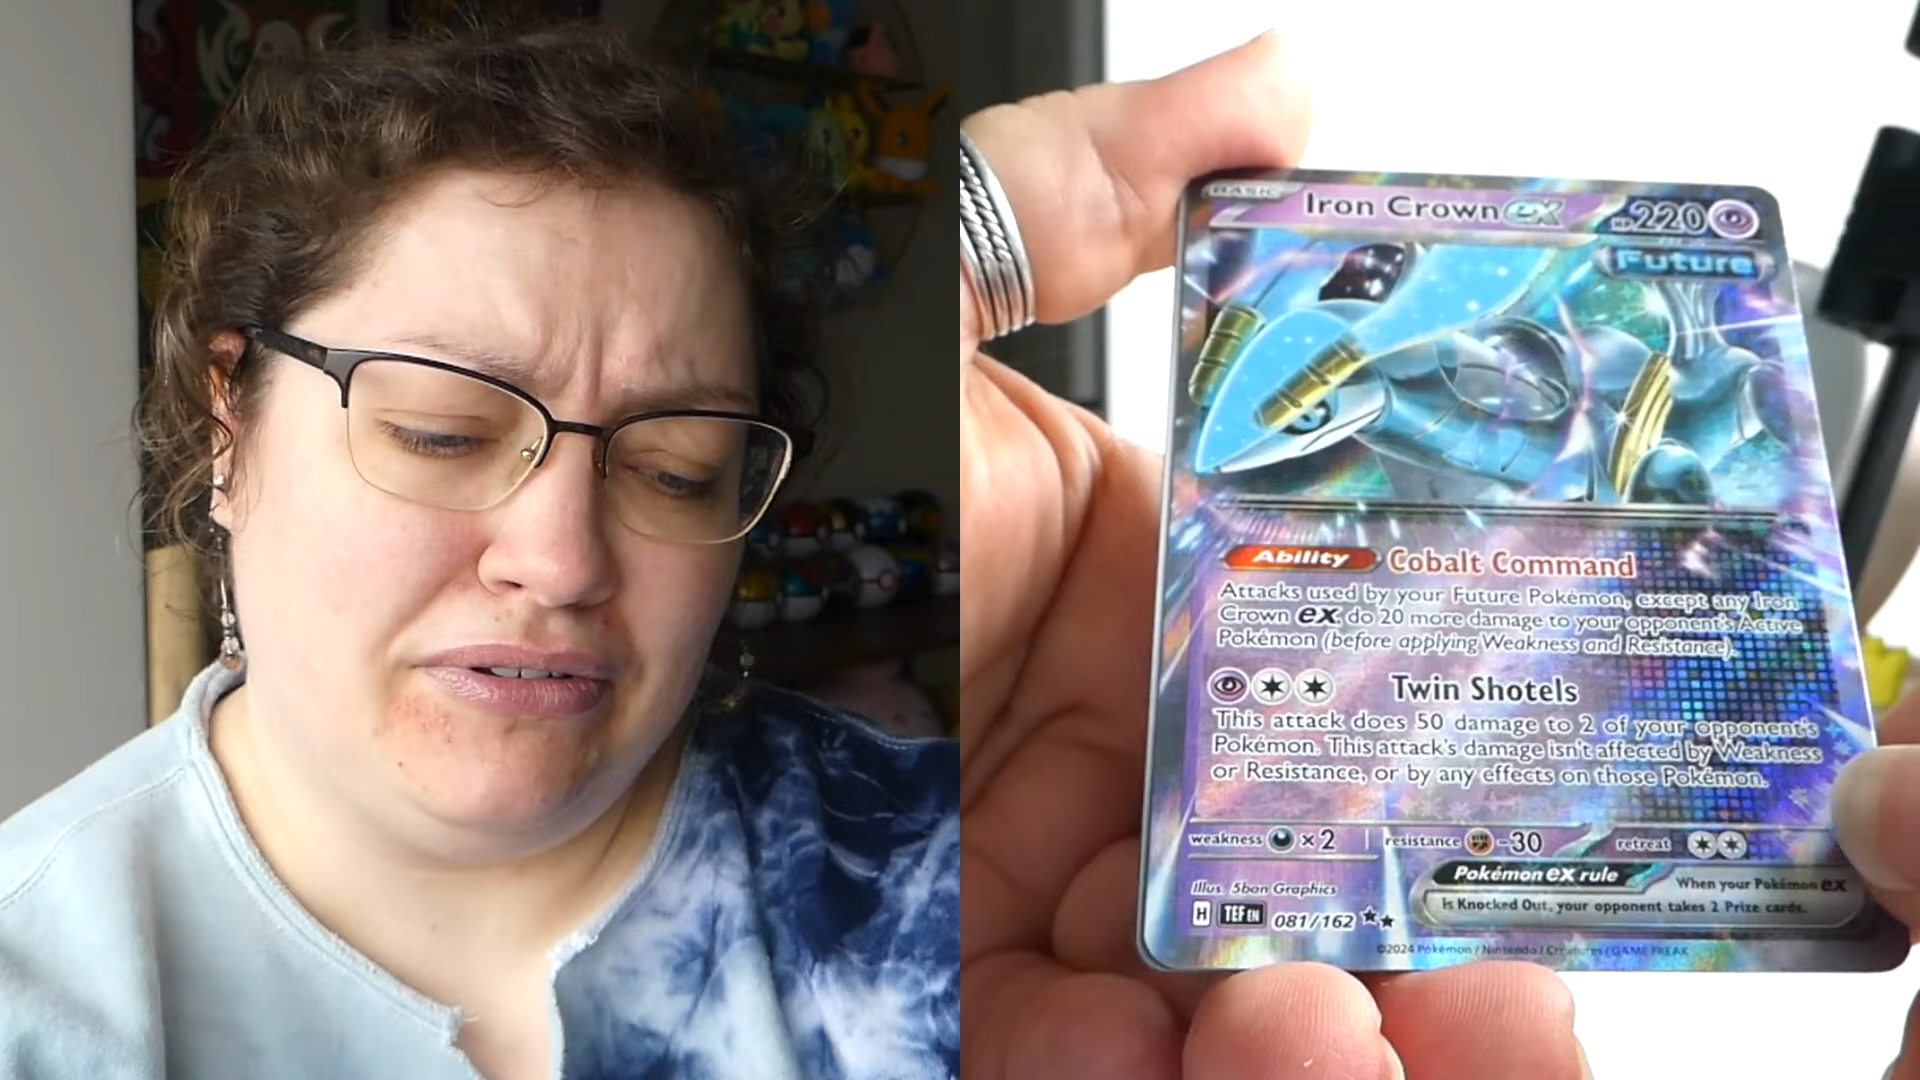 BASIC
Iron Crown ex HP 220
Future
Ability Cobalt Command
Attacks used by your Future Pokémon, except any Iron
Crown ex, do 20 more damage to your opponent's Active
Pokémon (before applying Weakness and Resistance).
Twin Shotels
This attack does 50 damage to 2 of your opponent's
Pokémon. This attack's damage isn't affected by Weakness
or Resistance, or by any effects on those Pokémon.
weakness ×2 resistance -30 retreat
Pokémon ex rule When your Pokémon ex
is Knocked Out, your opponent takes 2 Prize cards.
Illus. 5ban Graphics
H TEF EN 081/162
©2024 Pokémon / Nintendo / Creatures / GAME FREAK